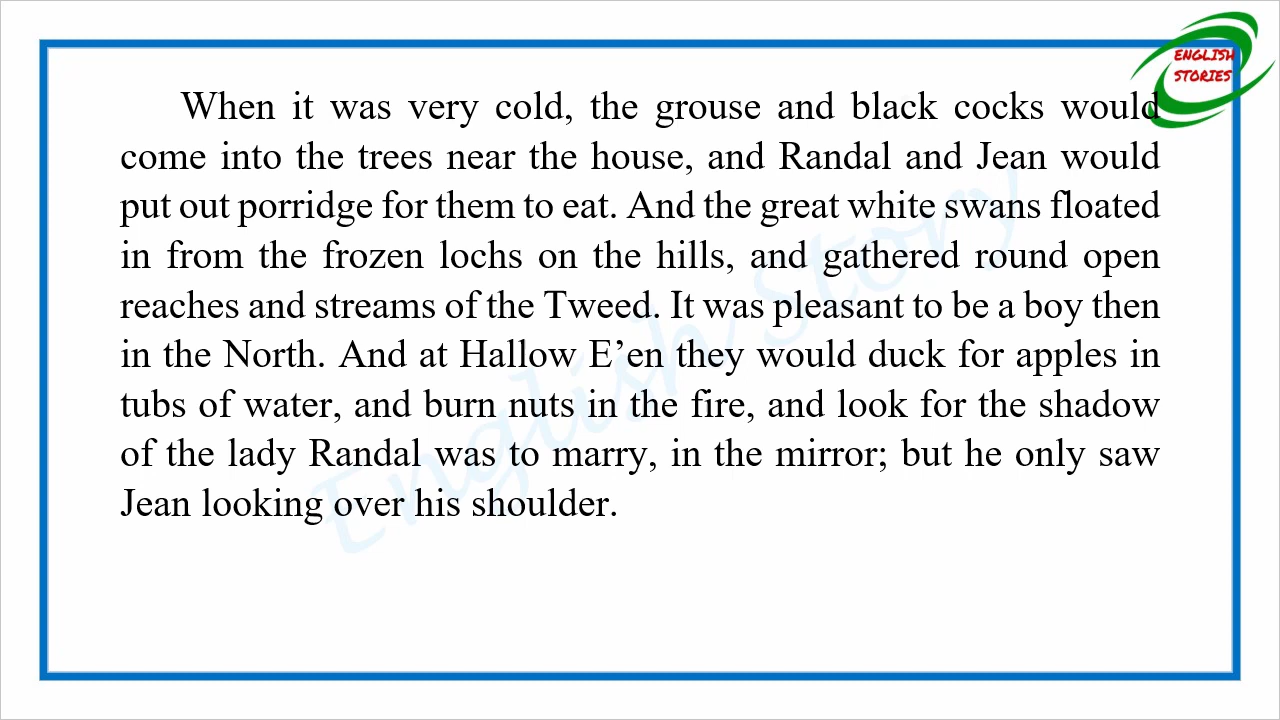 ENGLISH
STORIES
When it was very cold, the grouse and black cocks would
come into the trees near the house, and Randal and Jean would
put out porridge for them to eat. And the great white swans floated
in from the frozen lochs on the hills, and gathered round open
reaches and streams of the Tweed. It was pleasant to be a boy then
in the North. And at Hallow E’en they would duck for apples in
tubs of water, and burn nuts in the fire, and look for the shadow
of the lady Randal was to marry, in the mirror; but he only saw
Jean looking over his shoulder.
English Story